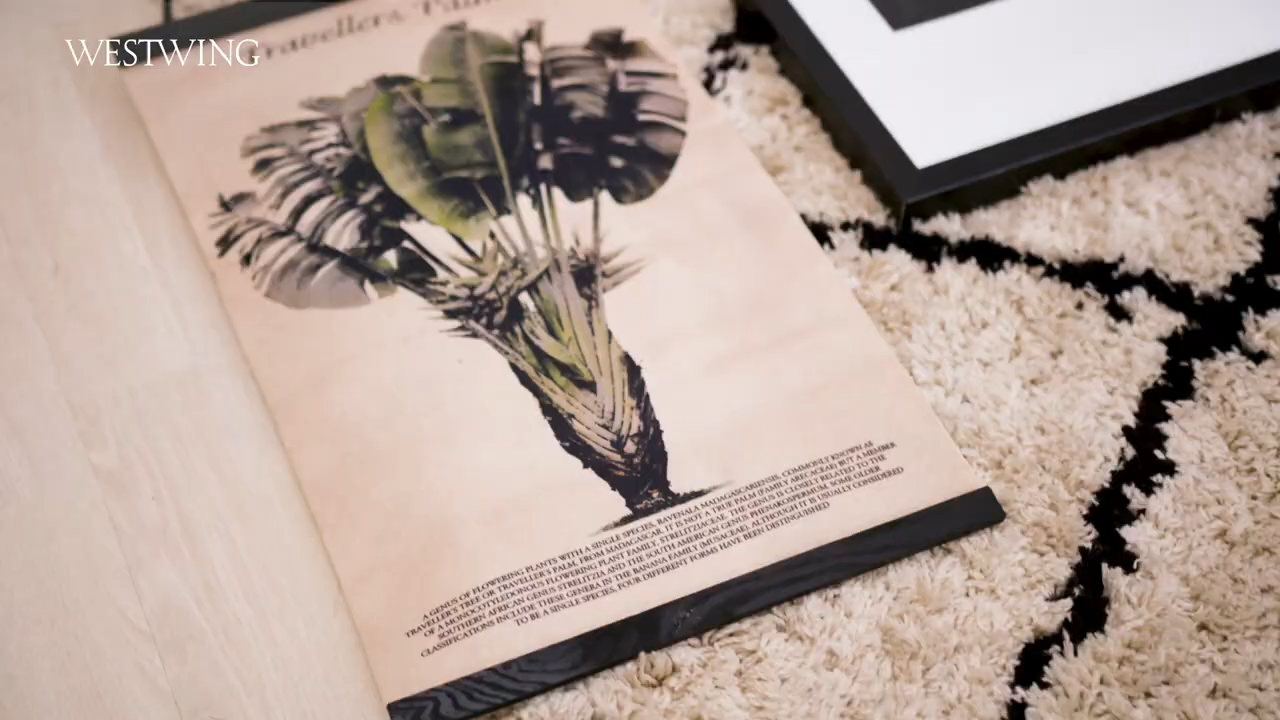 WESTWING
Travellers Palm
A GENUS OF FLOWERING PLANTS WITH A SINGLE SPECIES, RAVENALA MADAGASCARIENSIS, COMMONLY KNOWN AS
TRAVELLER'S TREE OR TRAVELLER'S PALM, FROM MADAGASCAR. IT IS NOT A TRUE PALM (FAMILY ARECACEAE) BUT A MEMBER
OF A MONOCOTYLEDONOUS FLOWERING PLANT FAMILY, STRELITZIACEAE. THE GENUS IS CLOSELY RELATED TO THE
SOUTHERN AFRICAN GENUS STRELITZIA AND THE SOUTH AMERICAN GENUS PHENAKOSPERMUM. SOME OLDER
CLASSIFICATIONS INCLUDE THESE GENERA IN THE BANANA FAMILY (MUSACEAE). ALTHOUGH IT IS USUALLY CONSIDERED
TO BE A SINGLE SPECIES, FOUR DIFFERENT FORMS HAVE BEEN DISTINGUISHED